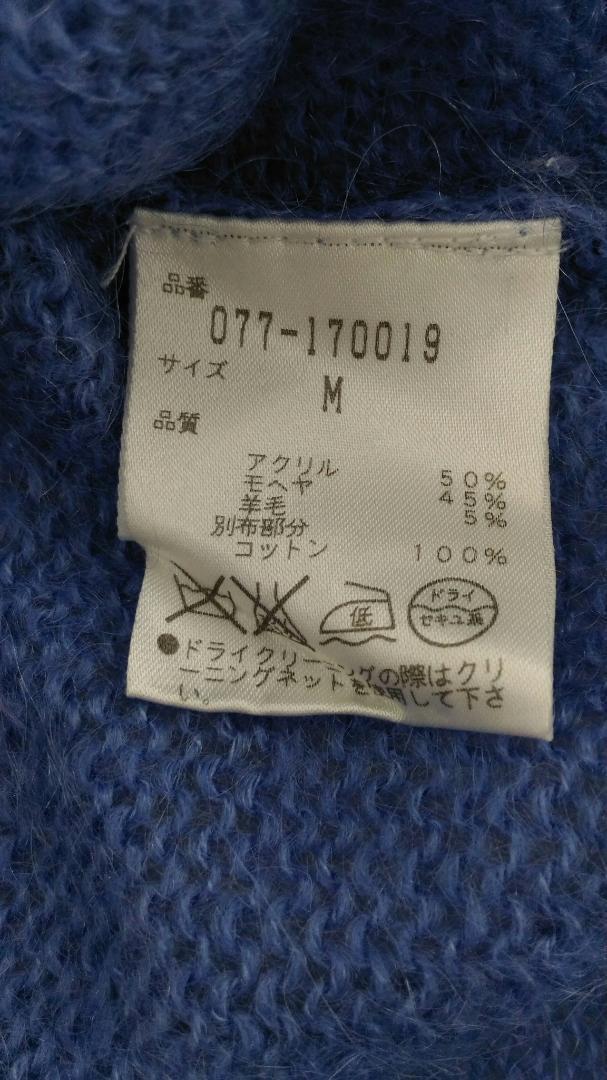 品番
077-170019
サイズ
M
品質
アクリル 50%
モヘヤ 45%
羊毛 5%
別布部分
コットン 100%
低
ドライ
セキユ系
●ドライクリーニングの際はクリ
ーニングネットを使用して下さ
い。